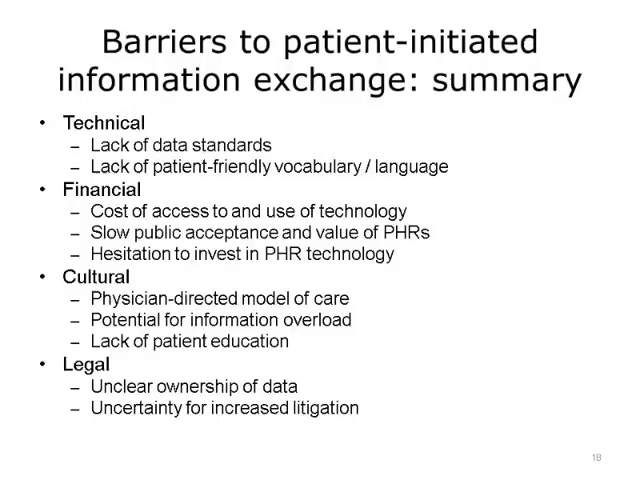 Barriers to patient-initiated
information exchange: summary
• Technical
– Lack of data standards
– Lack of patient-friendly vocabulary / language
• Financial
– Cost of access to and use of technology
– Slow public acceptance and value of PHRs
– Hesitation to invest in PHR technology
• Cultural
– Physician-directed model of care
– Potential for information overload
– Lack of patient education
• Legal
– Unclear ownership of data
– Uncertainty for increased litigation
18